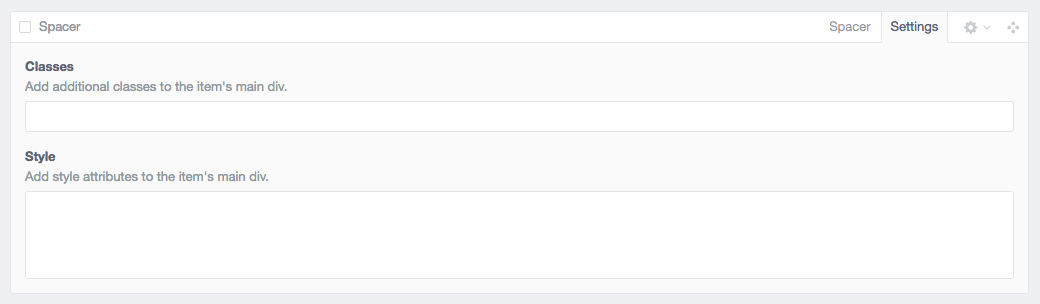 Spacer Spacer Settings
Classes
Add additional classes to the item's main div.
Style
Add style attributes to the item's main div.